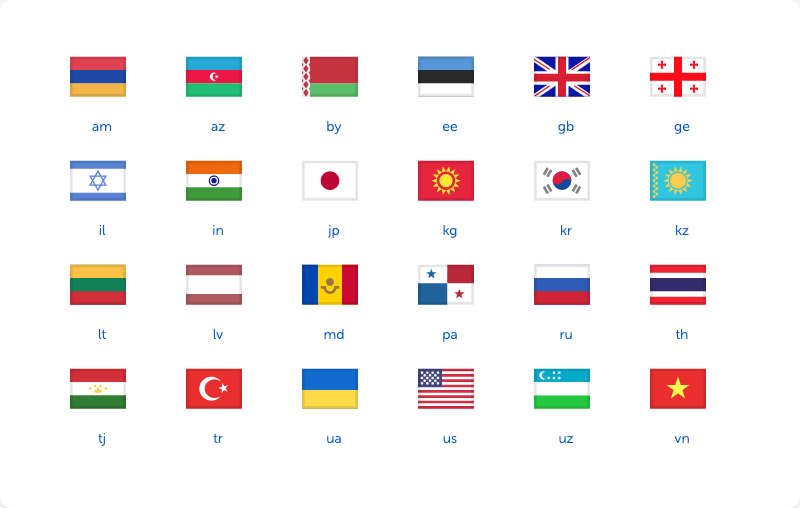 am az by ee gb ge
il in jp kg kr kz
lt lv md pa ru th
tj tr ua us uz vn